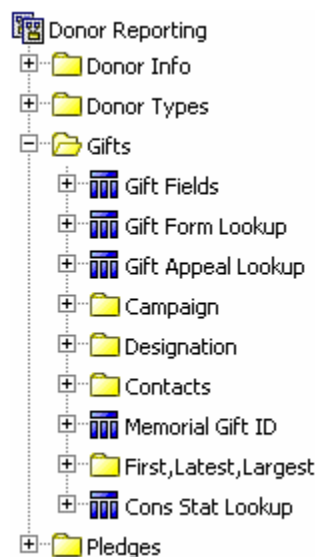 Donor Reporting
Donor Info
Donor Types
Gifts
Gift Fields
Gift Form Lookup
Gift Appeal Lookup
Campaign
Designation
Contacts
Memorial Gift ID
First,Latest,Largest
Cons Stat Lookup
Pledges